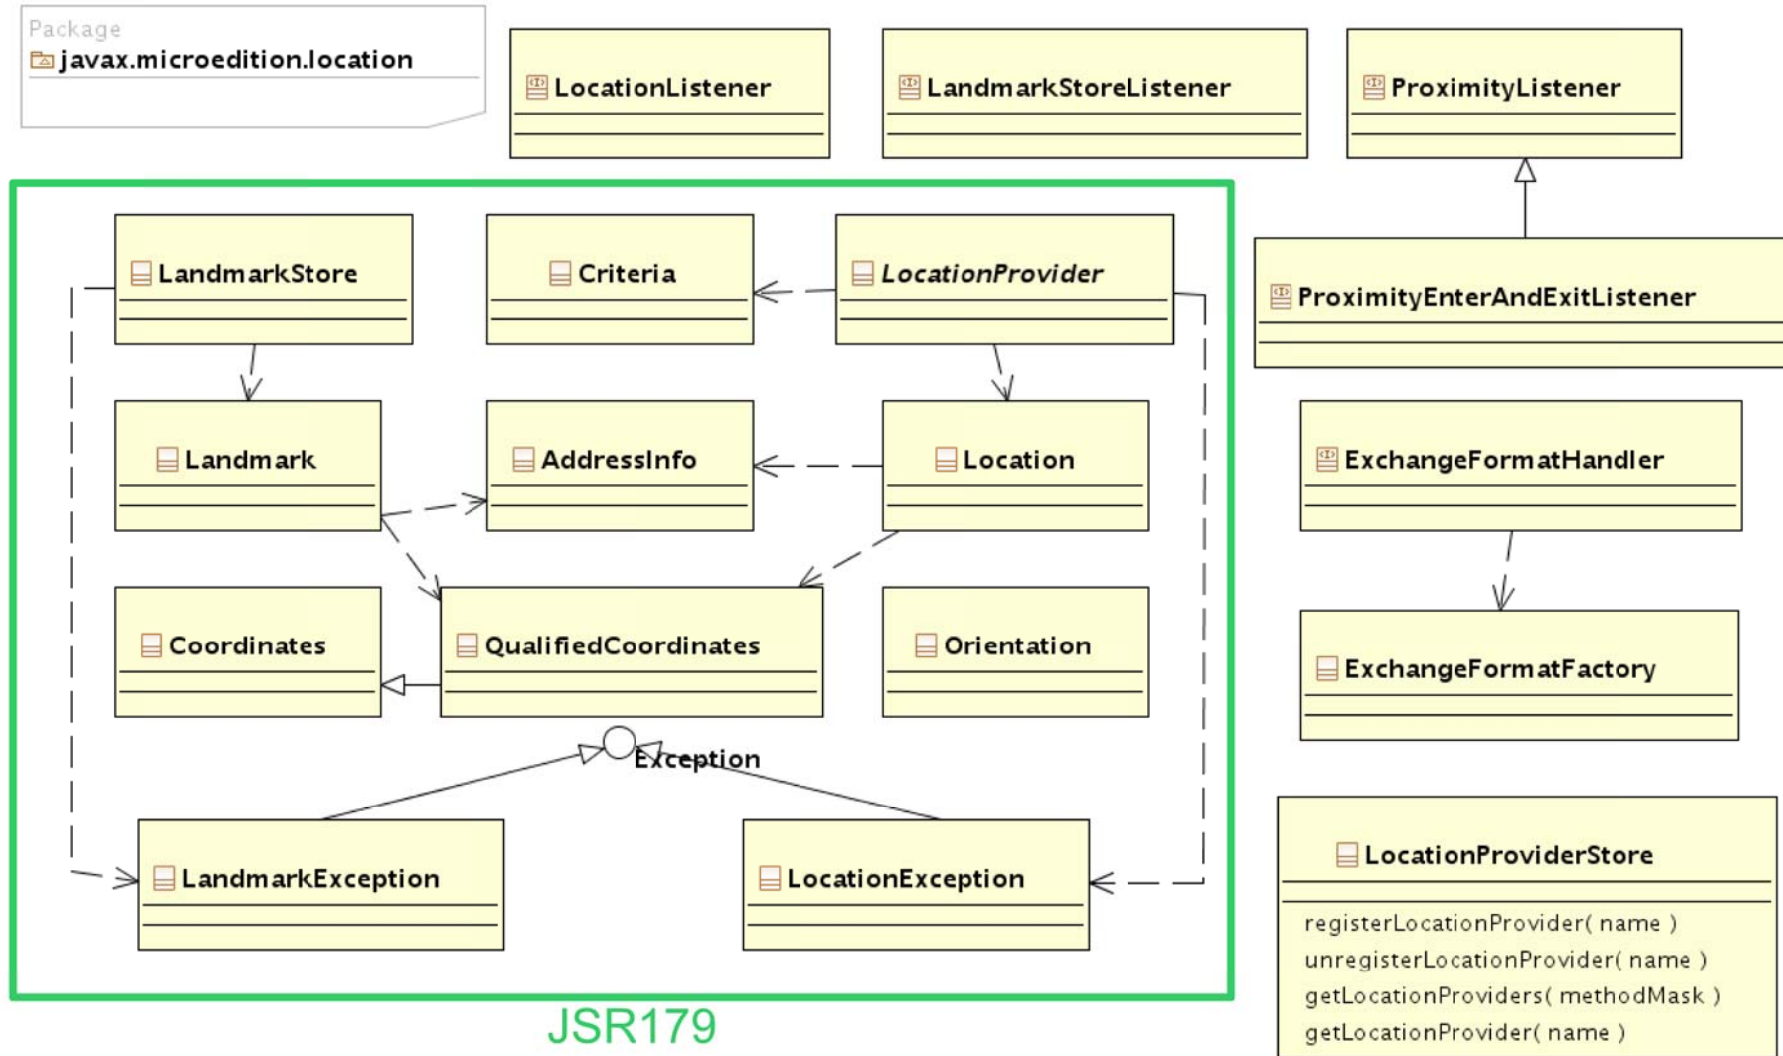 Package
javax.microedition.location
LocationListener
LandmarkStoreListener
ProximityListener
LandmarkStore
Criteria
LocationProvider
ProximityEnterAndExitListener
Landmark
AddressInfo
Location
ExchangeFormatHandler
Coordinates
QualifiedCoordinates
Orientation
ExchangeFormatFactory
Exception
LandmarkException
LocationException
LocationProviderStore
registerLocationProvider( name )
unregisterLocationProvider( name )
getLocationProviders( methodMask )
getLocationProvider( name )
JSR179